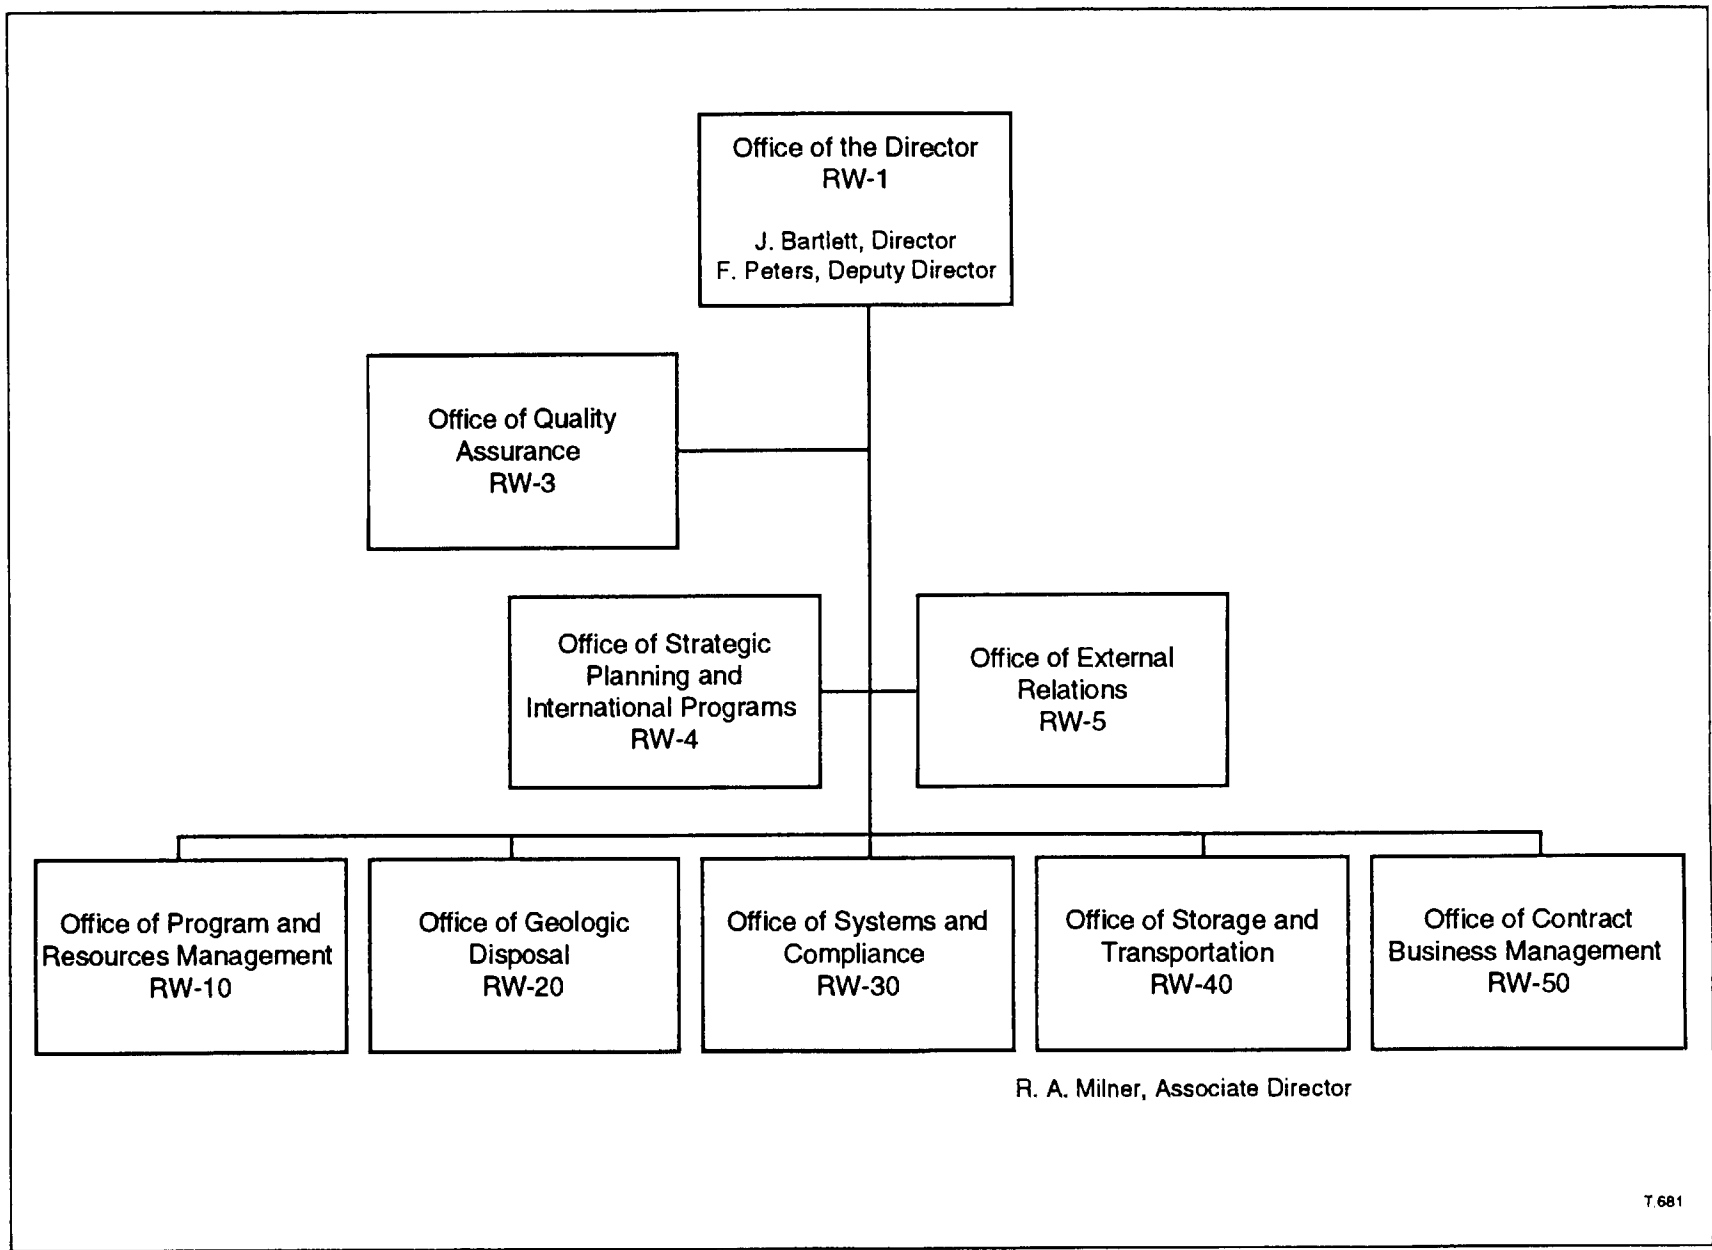 Office of the Director
RW-1
J. Bartlett, Director
F. Peters, Deputy Director
Office of Quality
Assurance
RW-3
Office of Strategic
Planning and
International Programs
RW-4
Office of External
Relations
RW-5
Office of Program and
Resources Management
RW-10
Office of Geologic
Disposal
RW-20
Office of Systems and
Compliance
RW-30
Office of Storage and
Transportation
RW-40
Office of Contract
Business Management
RW-50
R. A. Milner, Associate Director
T.681